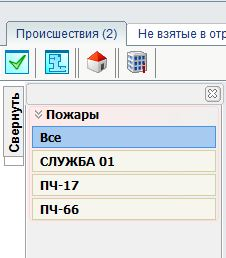 Происшествия (2)
Не взятые в отр
Свернуть
Пожары
Все
СЛУЖБА 01
ПЧ-17
ПЧ-66